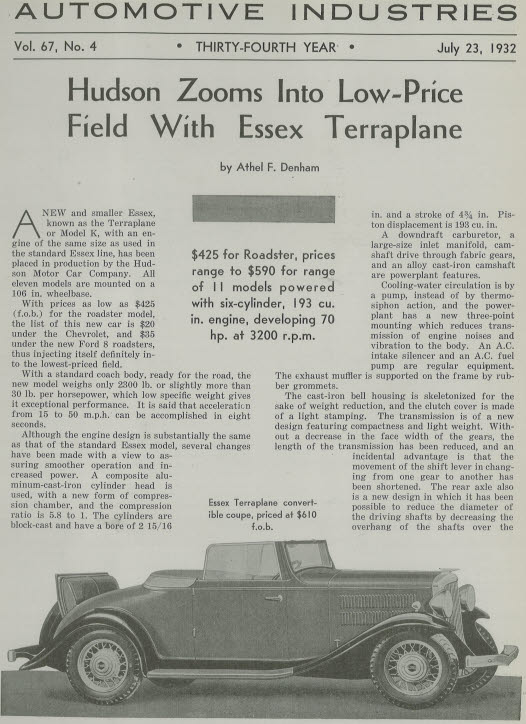 AUTOMOTIVE INDUSTRIES
Vol. 67, No. 4 • THIRTY-FOURTH YEAR • July 23, 1932
Hudson Zooms Into Low-Price
Field With Essex Terraplane
by Athel F. Denham
A NEW and smaller Essex,
known as the Terraplane
or Model K, with an en-
gine of the same size as used in
the standard Essex line, has been
placed in production by the Hud-
son Motor Car Company. All
eleven models are mounted on a
106 in. wheelbase.
With prices as low as $425
(f.o.b.) for the roadster model,
the list of this new car is $20
under the Chevrolet, and $35
under the new Ford 8 roadsters,
thus injecting itself definitely in-
to the lowest-priced field.
With a standard coach body, ready for the road, the
new model weighs only 2300 lb. or slightly more than
30 lb. per horsepower, which low specific weight gives
it exceptional performance. It is said that acceleration
from 15 to 50 m.p.h. can be accomplished in eight
seconds.
Although the engine design is substantially the same
as that of the standard Essex model, several changes
have been made with a view to as-
suring smoother operation and in-
creased power. A composite alu-
minum-cast-iron cylinder head is
used, with a new form of compres-
sion chamber, and the compression
ratio is 5.8 to 1. The cylinders are
block-cast and have a bore of 2 15/16
$425 for Roadster, prices
range to $590 for range
of 11 models powered
with six-cylinder, 193 cu.
in. engine, developing 70
hp. at 3200 r.p.m.
in. and a stroke of 4¾ in. Pis-
ton displacement is 193 cu. in.
A downdraft carburetor, a
large-size inlet manifold, cam-
shaft drive through fabric gears,
and an alloy cast-iron camshaft
are powerplant features.
Cooling-water circulation is by
a pump, instead of by thermo-
siphon action, and the power-
plant has a new three-point
mounting which reduces trans-
mission of engine noises and
vibration to the body. An A.C.
intake silencer and an A.C. fuel
pump are regular equipment.
The exhaust muffler is supported on the frame by rub-
ber grommets.
The cast-iron bell housing is skeletonized for the
sake of weight reduction, and the clutch cover is made
of a light stamping. The transmission is of a new
design featuring compactness and light weight. With-
out a decrease in the face width of the gears, the
length of the transmission has been reduced, and an
incidental advantage is that the
movement of the shift lever in chang-
ing from one gear to another has
been shortened. The rear axle also
is a new design in which it has been
possible to reduce the diameter of
the driving shafts by decreasing the
overhang of the shafts over the
Essex Terraplane convert-
ible coupe, priced at $610
f.o.b.